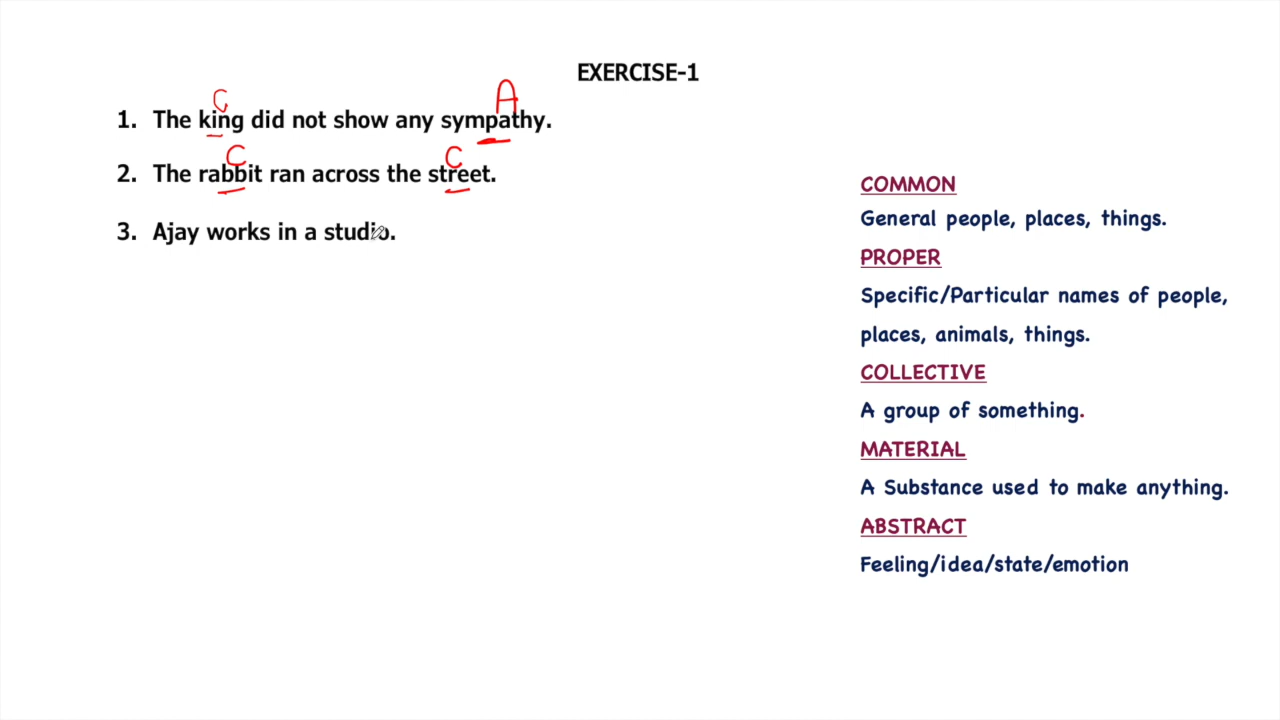 EXERCISE-1
C A
1. The king did not show any sympathy.
C C
2. The rabbit ran across the street.
3. Ajay works in a studio.
COMMON
General people, places, things.
PROPER
Specific/Particular names of people,
places, animals, things.
COLLECTIVE
A group of something.
MATERIAL
A Substance used to make anything.
ABSTRACT
Feeling/idea/state/emotion